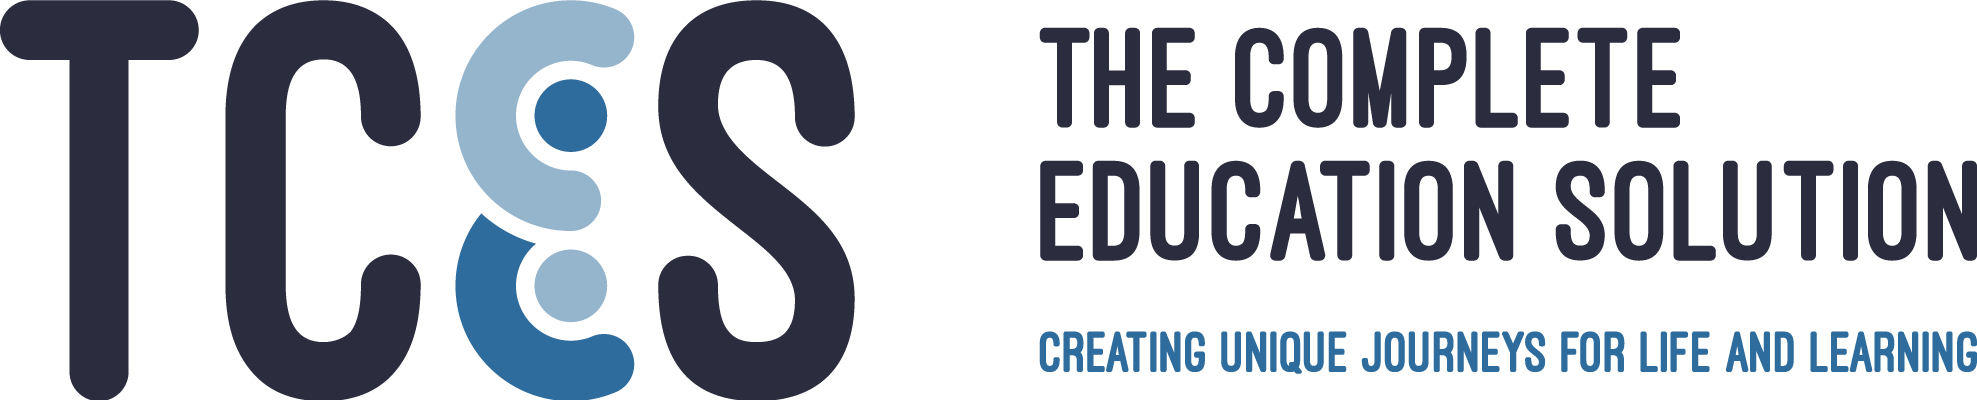 TCES
THE COMPLETE
EDUCATION SOLUTION
CREATING UNIQUE JOURNEYS FOR LIFE AND LEARNING